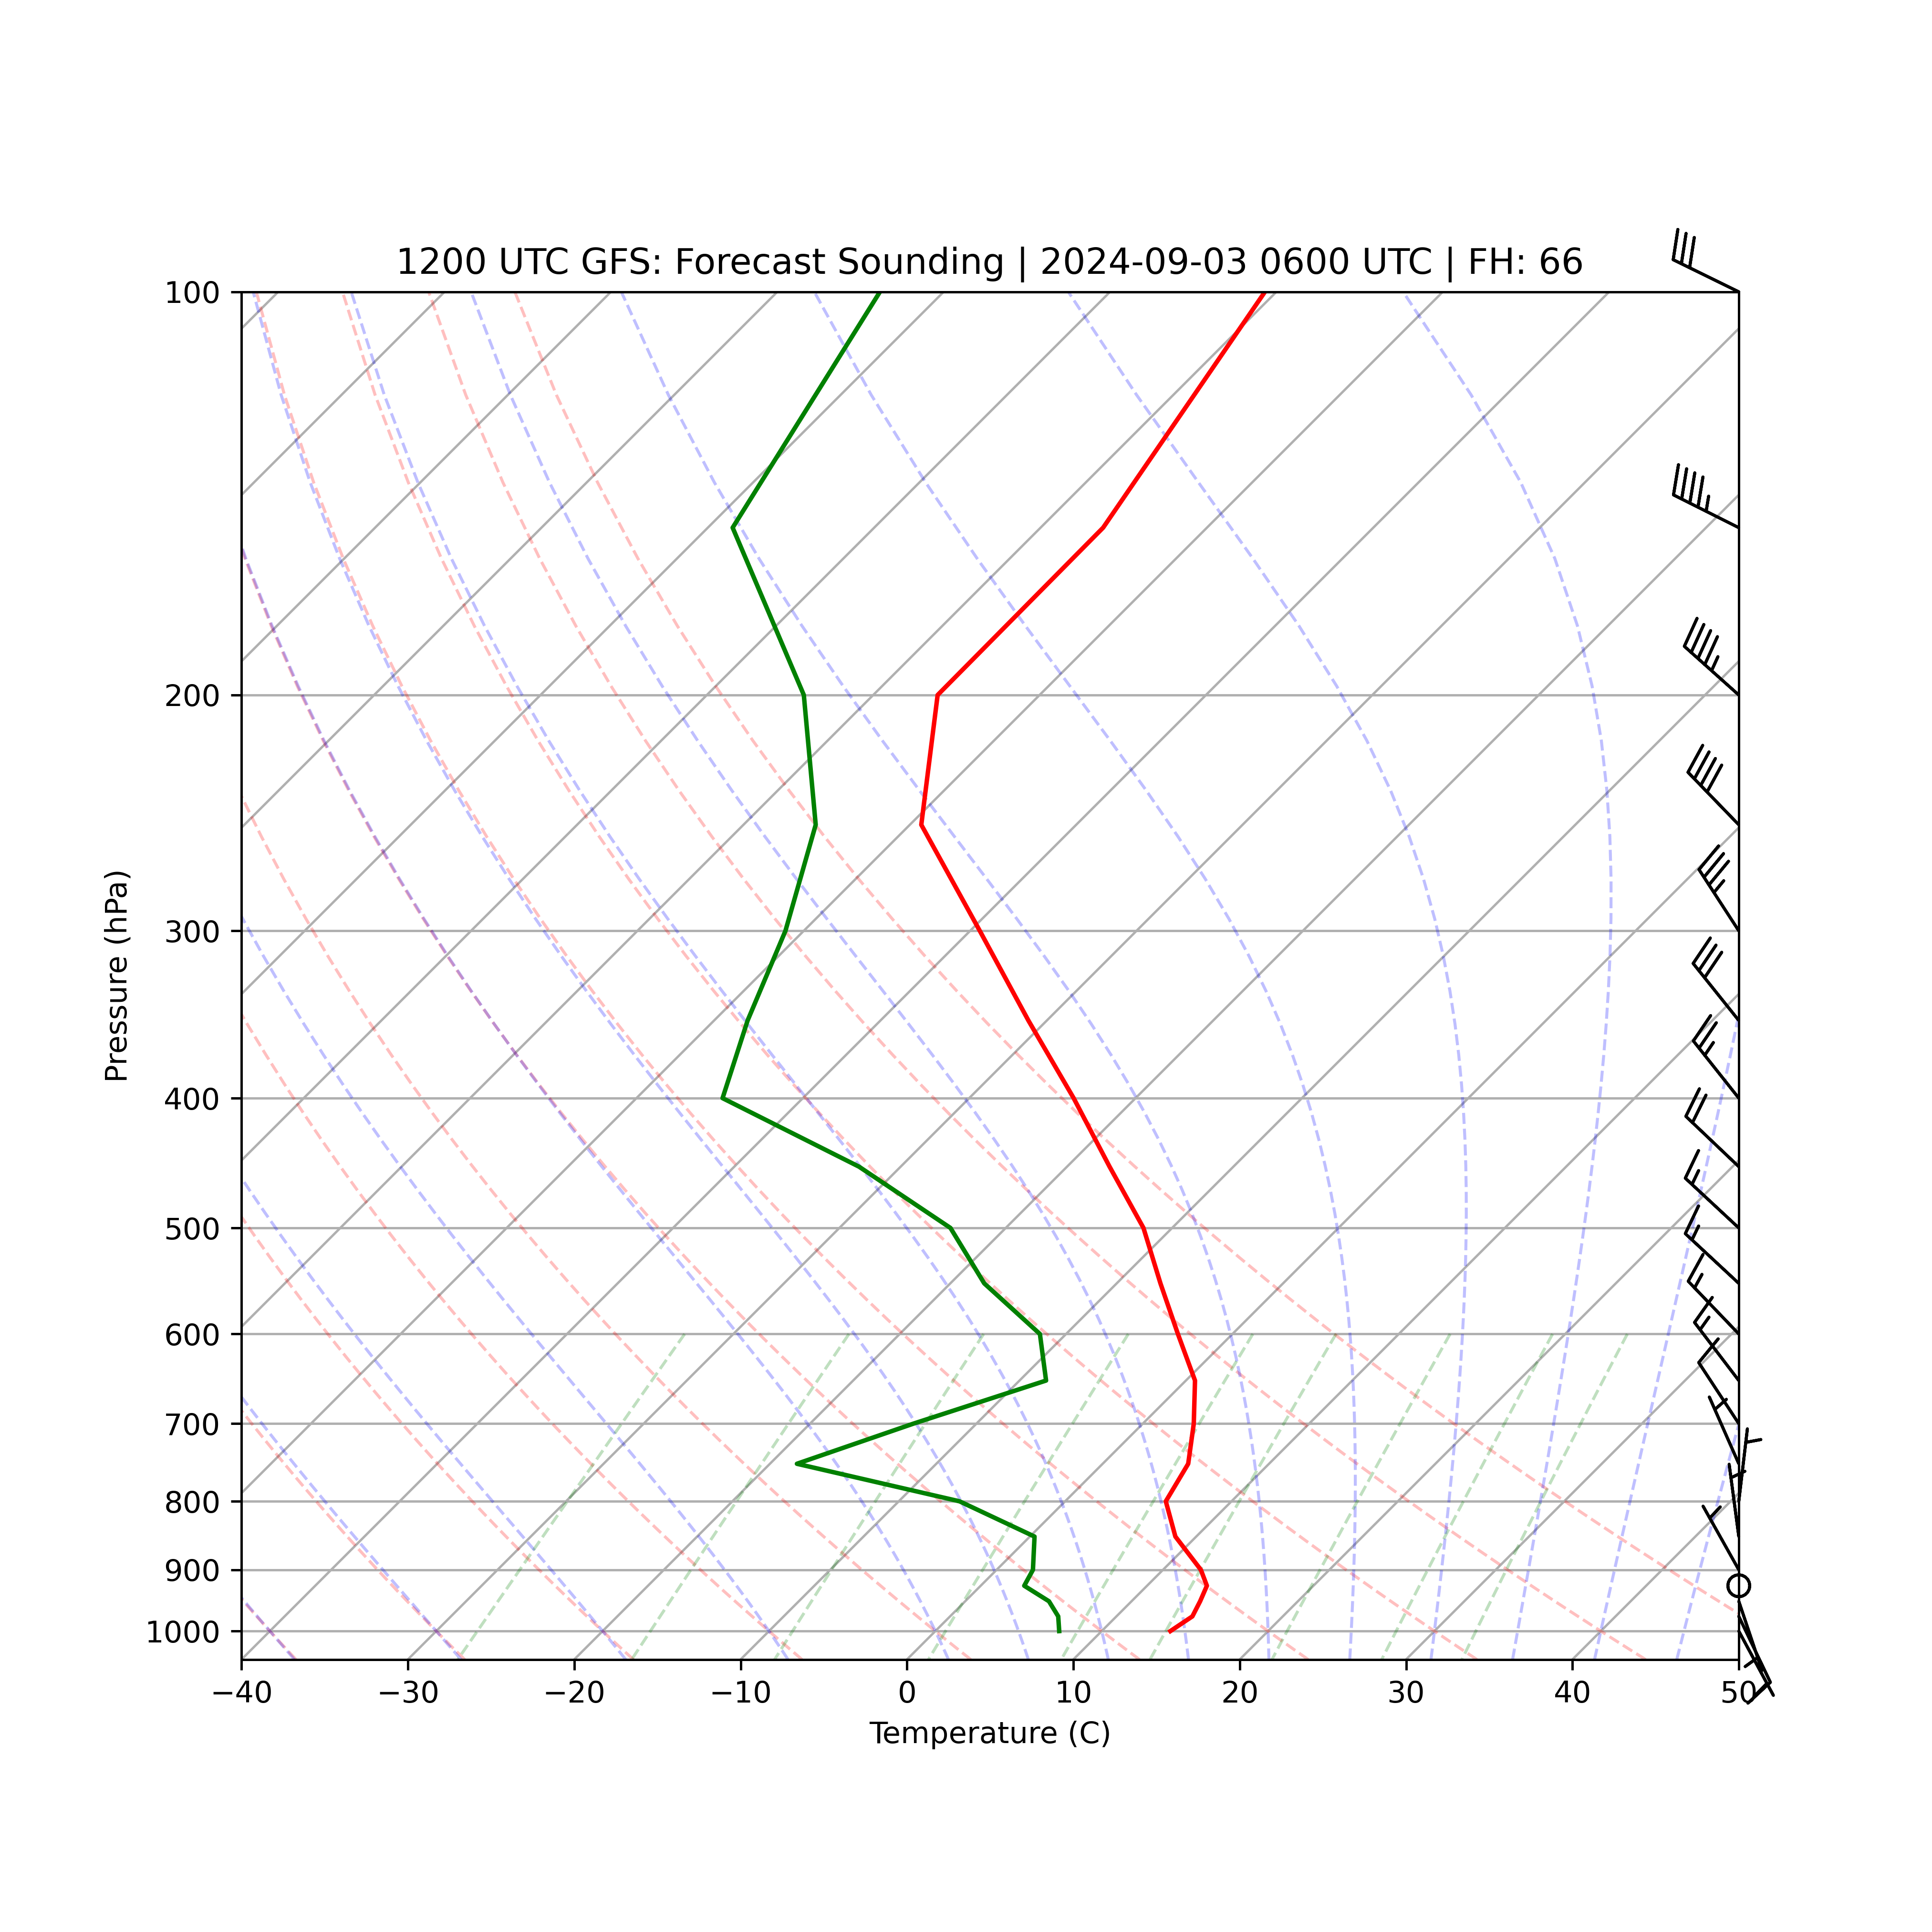 1200 UTC GFS: Forecast Sounding | 2024-09-03 0600 UTC | FH: 66
100
200
300
400
500
600
700
800
900
1000
Pressure (hPa)
−40 −30 −20 −10 0 10 20 30 40 50
Temperature (C)